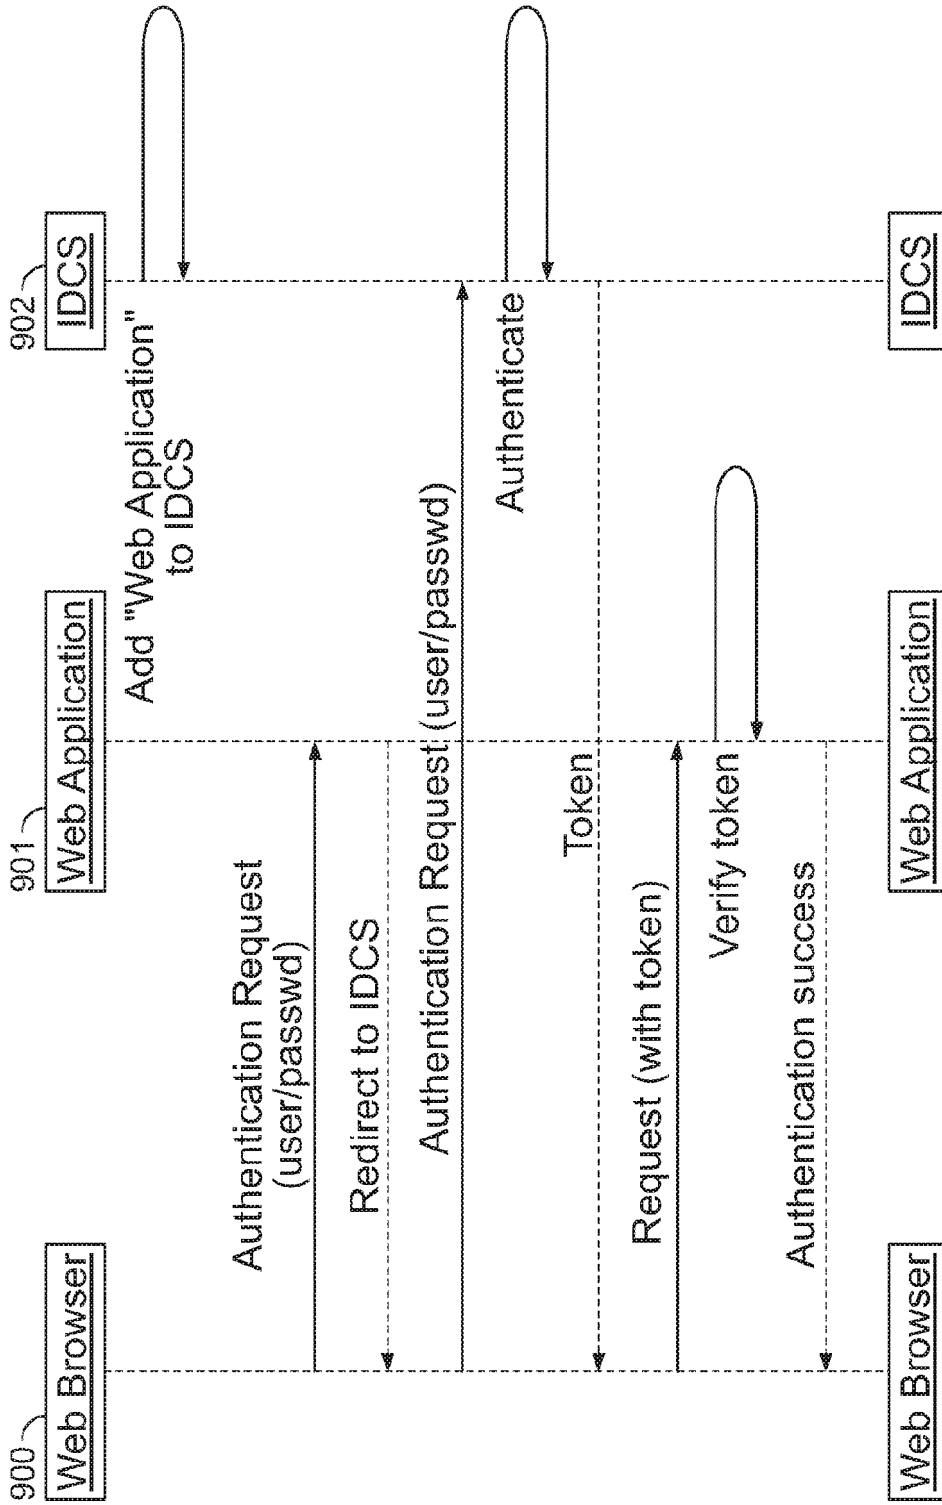 900
Web Browser
901
Web Application
902
IDCS
Add "Web Application"
to IDCS
Authentication Request
(user/passwd)
Redirect to IDCS
Authentication Request (user/passwd)
Authenticate
Token
Request (with token)
Verify token
Authentication success
Web Browser
Web Application
IDCS